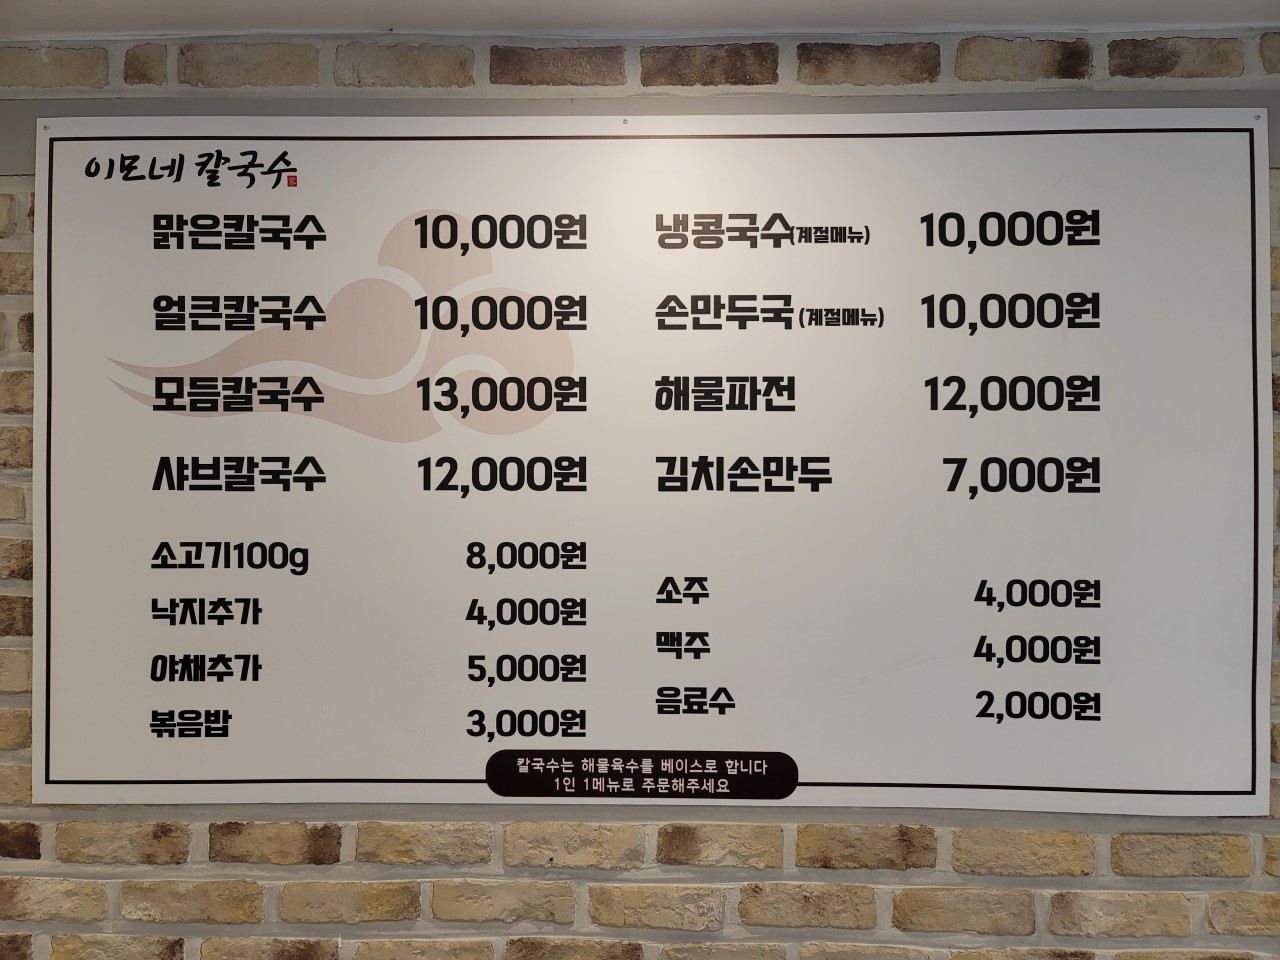 이모네 칼국수
맑은칼국수 10,000원
얼큰칼국수 10,000원
모듬칼국수 13,000원
샤브칼국수 12,000원
소고기100g 8,000원
낙지추가 4,000원
야채추가 5,000원
볶음밥 3,000원
냉콩국수(계절메뉴) 10,000원
손만두국 (계절메뉴) 10,000원
해물파전 12,000원
김치손만두 7,000원
소주 4,000원
맥주 4,000원
음료수 2,000원
칼국수는 해물육수를 베이스로 합니다
1인 1메뉴로 주문해주세요